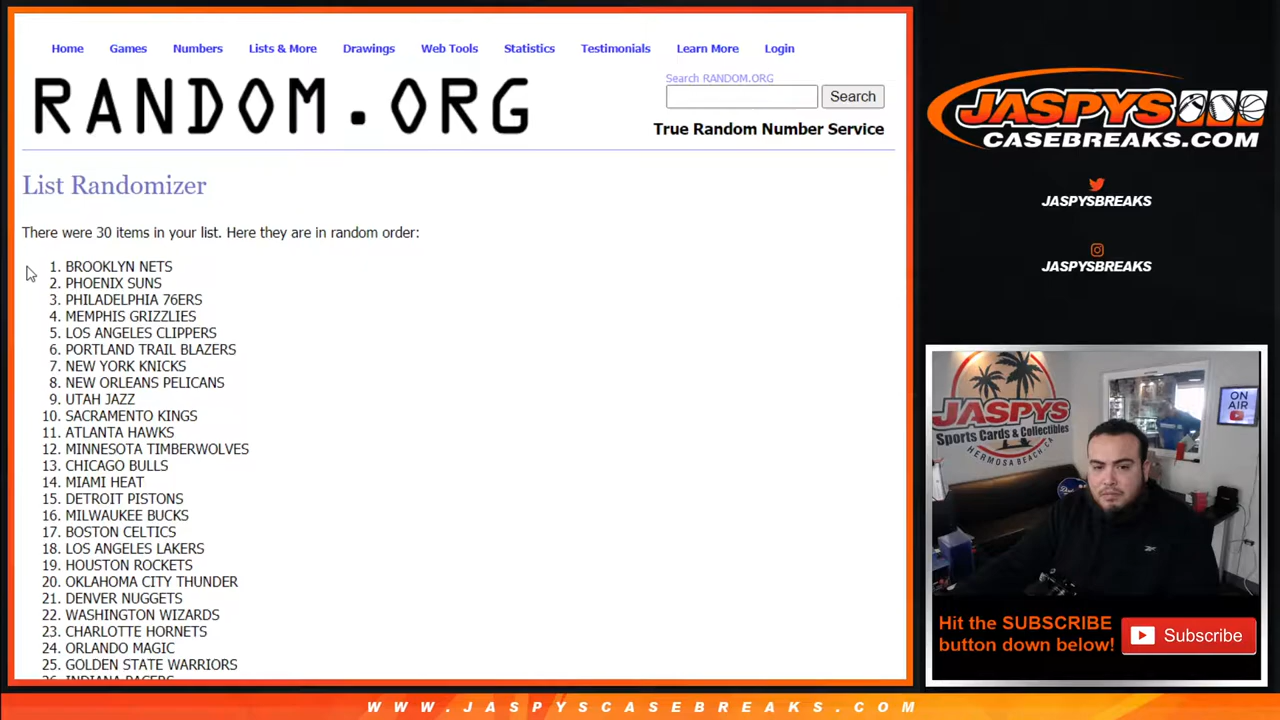 Home Games Numbers Lists & More Drawings Web Tools Statistics Testimonials Learn More Login
RANDOM.ORG
Search RANDOM.ORG
Search
True Random Number Service
List Randomizer
There were 30 items in your list. Here they are in random order:
1. BROOKLYN NETS
2. PHOENIX SUNS
3. PHILADELPHIA 76ERS
4. MEMPHIS GRIZZLIES
5. LOS ANGELES CLIPPERS
6. PORTLAND TRAIL BLAZERS
7. NEW YORK KNICKS
8. NEW ORLEANS PELICANS
9. UTAH JAZZ
10. SACRAMENTO KINGS
11. ATLANTA HAWKS
12. MINNESOTA TIMBERWOLVES
13. CHICAGO BULLS
14. MIAMI HEAT
15. DETROIT PISTONS
16. MILWAUKEE BUCKS
17. BOSTON CELTICS
18. LOS ANGELES LAKERS
19. HOUSTON ROCKETS
20. OKLAHOMA CITY THUNDER
21. DENVER NUGGETS
22. WASHINGTON WIZARDS
23. CHARLOTTE HORNETS
24. ORLANDO MAGIC
25. GOLDEN STATE WARRIORS
26. INDIANA PACERS
JASPYS
CASEBREAKS.COM
JASPYSBREAKS
JASPYSBREAKS
JASPYS
Sports Cards & Collectibles
HERMOSA BEACH, CA
ON
AIR
Hit the SUBSCRIBE
button down below!
Subscribe
WWW.JASPYSCASEBREAKS.COM